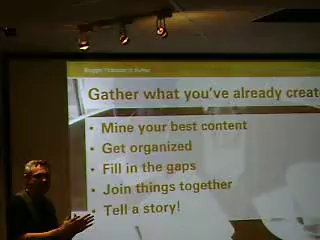 Gather what you've already creat
• Mine your best content
• Get organized
• Fill in the gaps
• Join things together
• Tell a story!